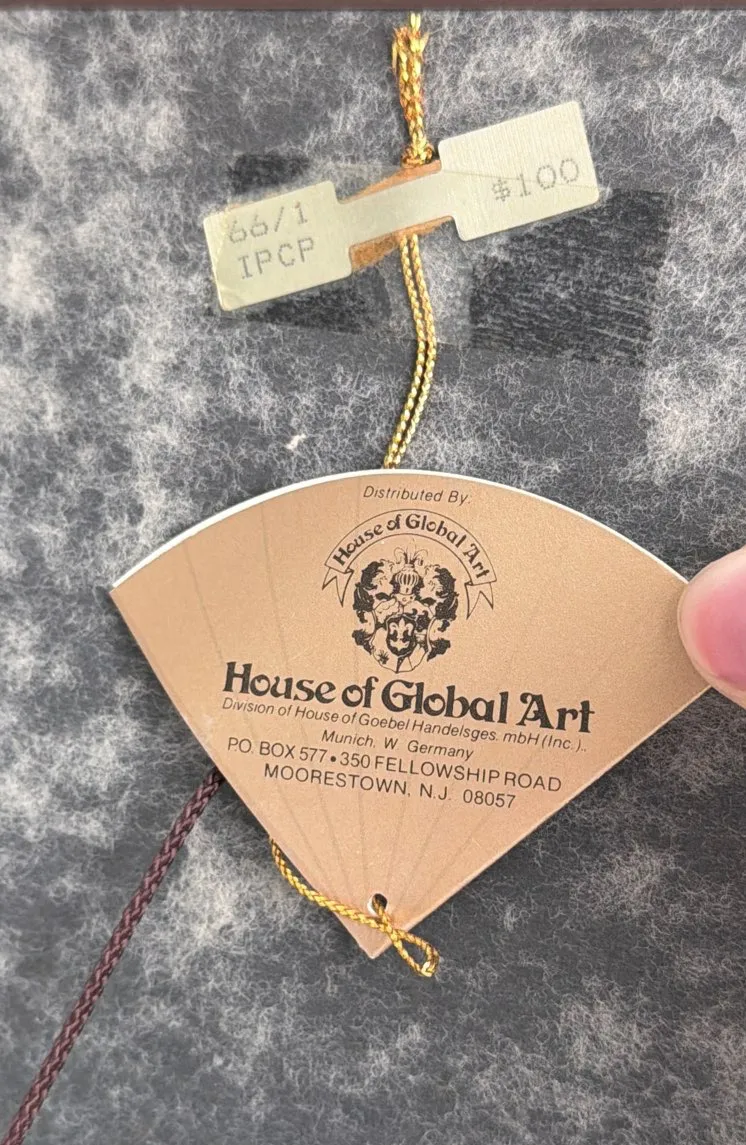 66/1
IPCP
$100
Distributed By:
House of Global Art
House of Global Art
Division of House of Goebel Handelsges. mbH (Inc.)..
Munich, W. Germany
P.O. BOX 577 • 350 FELLOWSHIP ROAD
MOORESTOWN, N.J. 08057